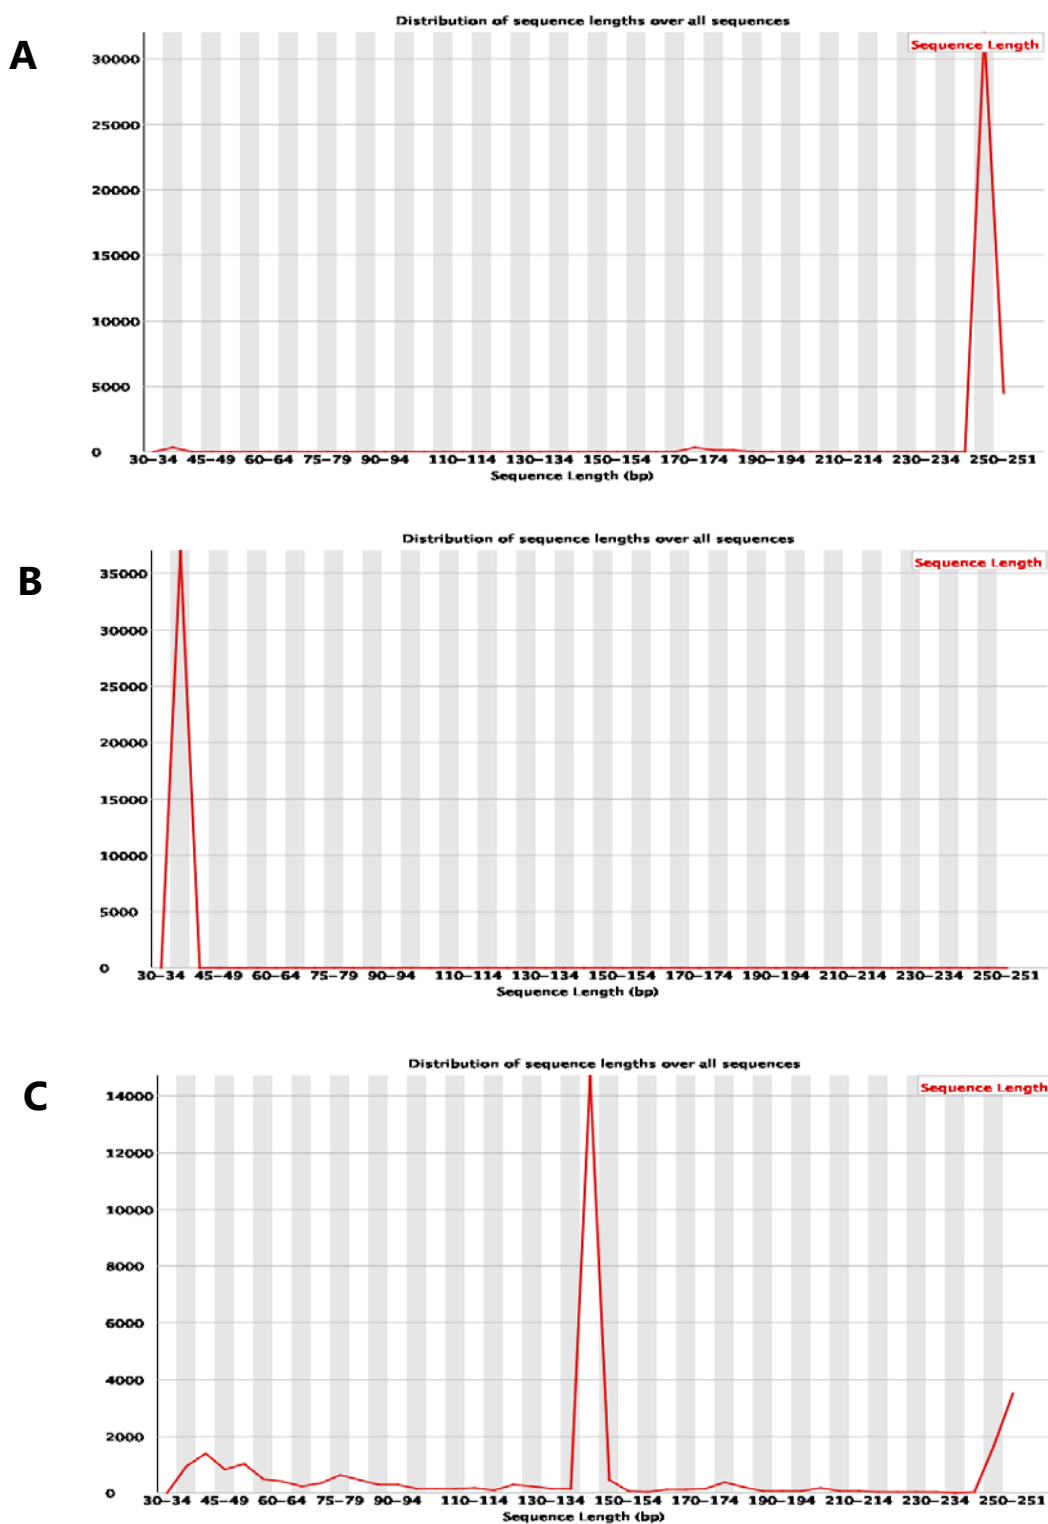 A
Distribution of sequence lengths over all sequences
Sequence Length
30000
25000
20000
15000
10000
5000
0
30–34 45–49 60–64 75–79 90–94 110–114 130–134 150–154 170–174 190–194 210–214 230–234 250–251
Sequence Length (bp)
B
Distribution of sequence lengths over all sequences
Sequence Length
35000
30000
25000
20000
15000
10000
5000
0
30–34 45–49 60–64 75–79 90–94 110–114 130–134 150–154 170–174 190–194 210–214 230–234 250–251
Sequence Length (bp)
C
Distribution of sequence lengths over all sequences
Sequence Length
14000
12000
10000
8000
6000
4000
2000
0
30–34 45–49 60–64 75–79 90–94 110–114 130–134 150–154 170–174 190–194 210–214 230–234 250–251
Sequence Length (bp)